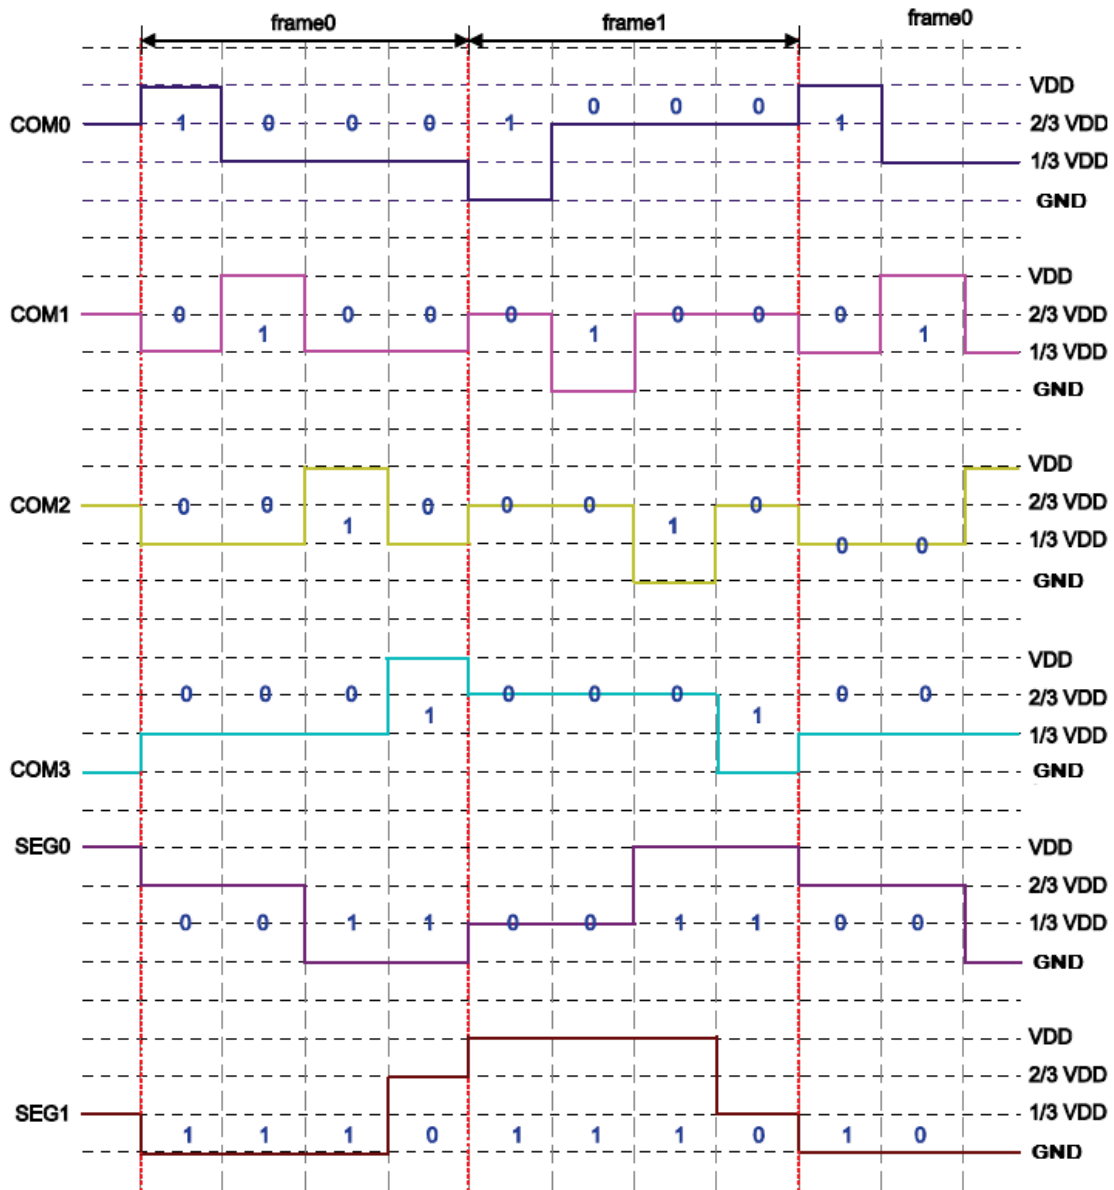 frame0 frame1 frame0
VDD
COM0 1 0 0 0 1 0 0 0 1 2/3 VDD
1/3 VDD
GND
VDD
COM1 0 1 0 0 0 1 0 0 0 1 2/3 VDD
1/3 VDD
GND
VDD
COM2 0 0 1 0 0 0 1 0 0 0 2/3 VDD
1/3 VDD
GND
VDD
0 0 0 1 0 0 0 1 0 0 2/3 VDD
1/3 VDD
COM3 GND
SEG0 VDD
2/3 VDD
0 0 1 1 0 0 1 1 0 0 1/3 VDD
GND
VDD
2/3 VDD
SEG1 1/3 VDD
1 1 1 0 1 1 1 0 1 0 GND